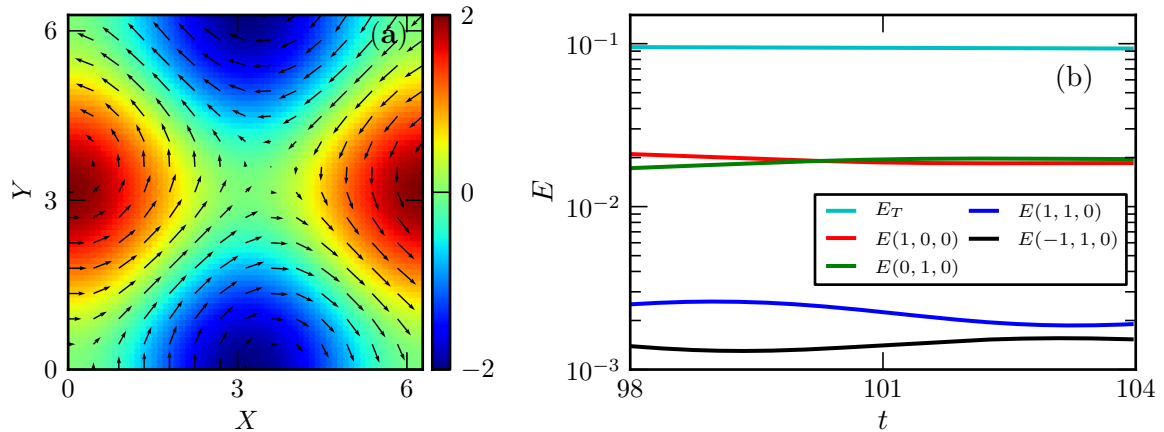 (a)
6
3
0
Y
0
3
6
X
2
0
−2
(b)
10⁻¹
10⁻²
10⁻³
E
98
101
104
t
E_T
E(1, 0, 0)
E(0, 1, 0)
E(1, 1, 0)
E(−1, 1, 0)